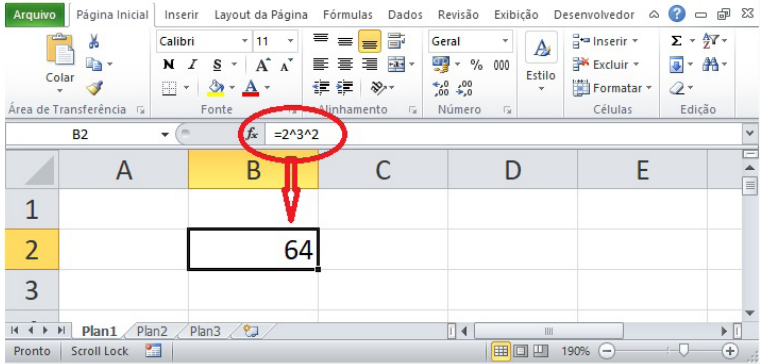 Arquivo Página Inicial Inserir Layout da Página Fórmulas Dados Revisão Exibição Desenvolvedor
Colar
Calibri 11
N I S A A
A
Geral
% 000
,00 ,00
Estilo
A
Inserir
Excluir
Formatar
Σ
Área de Transferência Fonte Alinhamento Número Células Edição
B2 fx =2^3^2
A B C D E
1
2 64
3
Plan1 Plan2 Plan3
Pronto Scroll Lock 190%